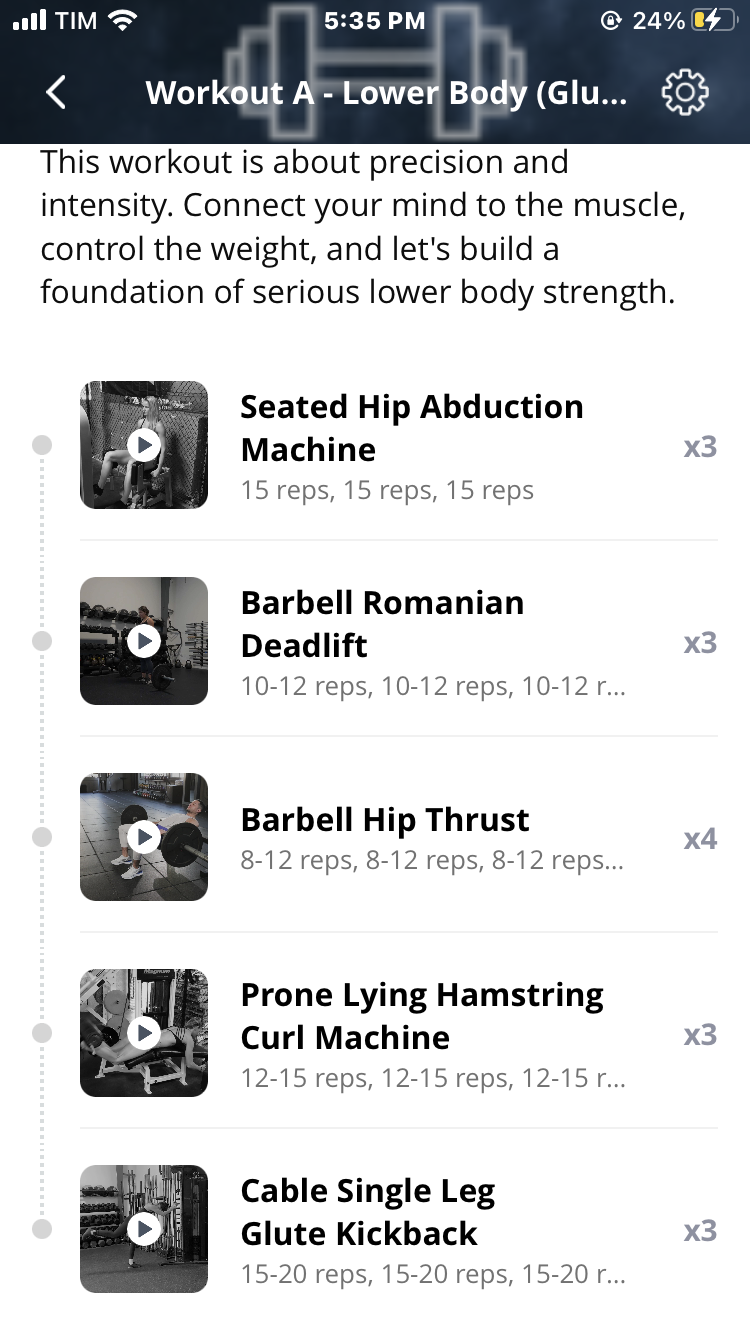 TIM 5:35 PM 24%
Workout A - Lower Body (Glu...
This workout is about precision and
intensity. Connect your mind to the muscle,
control the weight, and let's build a
foundation of serious lower body strength.
Seated Hip Abduction
Machine
x3
15 reps, 15 reps, 15 reps
Barbell Romanian
Deadlift
x3
10-12 reps, 10-12 reps, 10-12 r...
Barbell Hip Thrust
x4
8-12 reps, 8-12 reps, 8-12 reps...
Prone Lying Hamstring
Curl Machine
x3
12-15 reps, 12-15 reps, 12-15 r...
Cable Single Leg
Glute Kickback
x3
15-20 reps, 15-20 reps, 15-20 r...